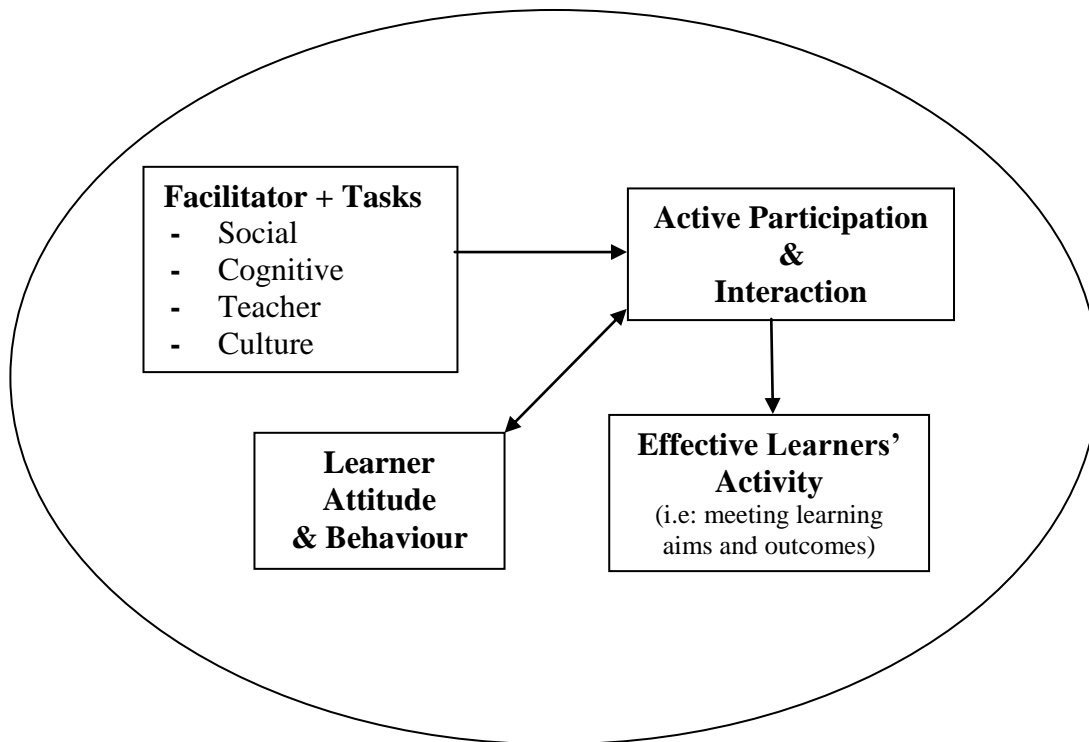 Facilitator + Tasks
- Social
- Cognitive
- Teacher
- Culture
Active Participation
&
Interaction
Learner
Attitude
& Behaviour
Effective Learners’
Activity
(i.e: meeting learning
aims and outcomes)